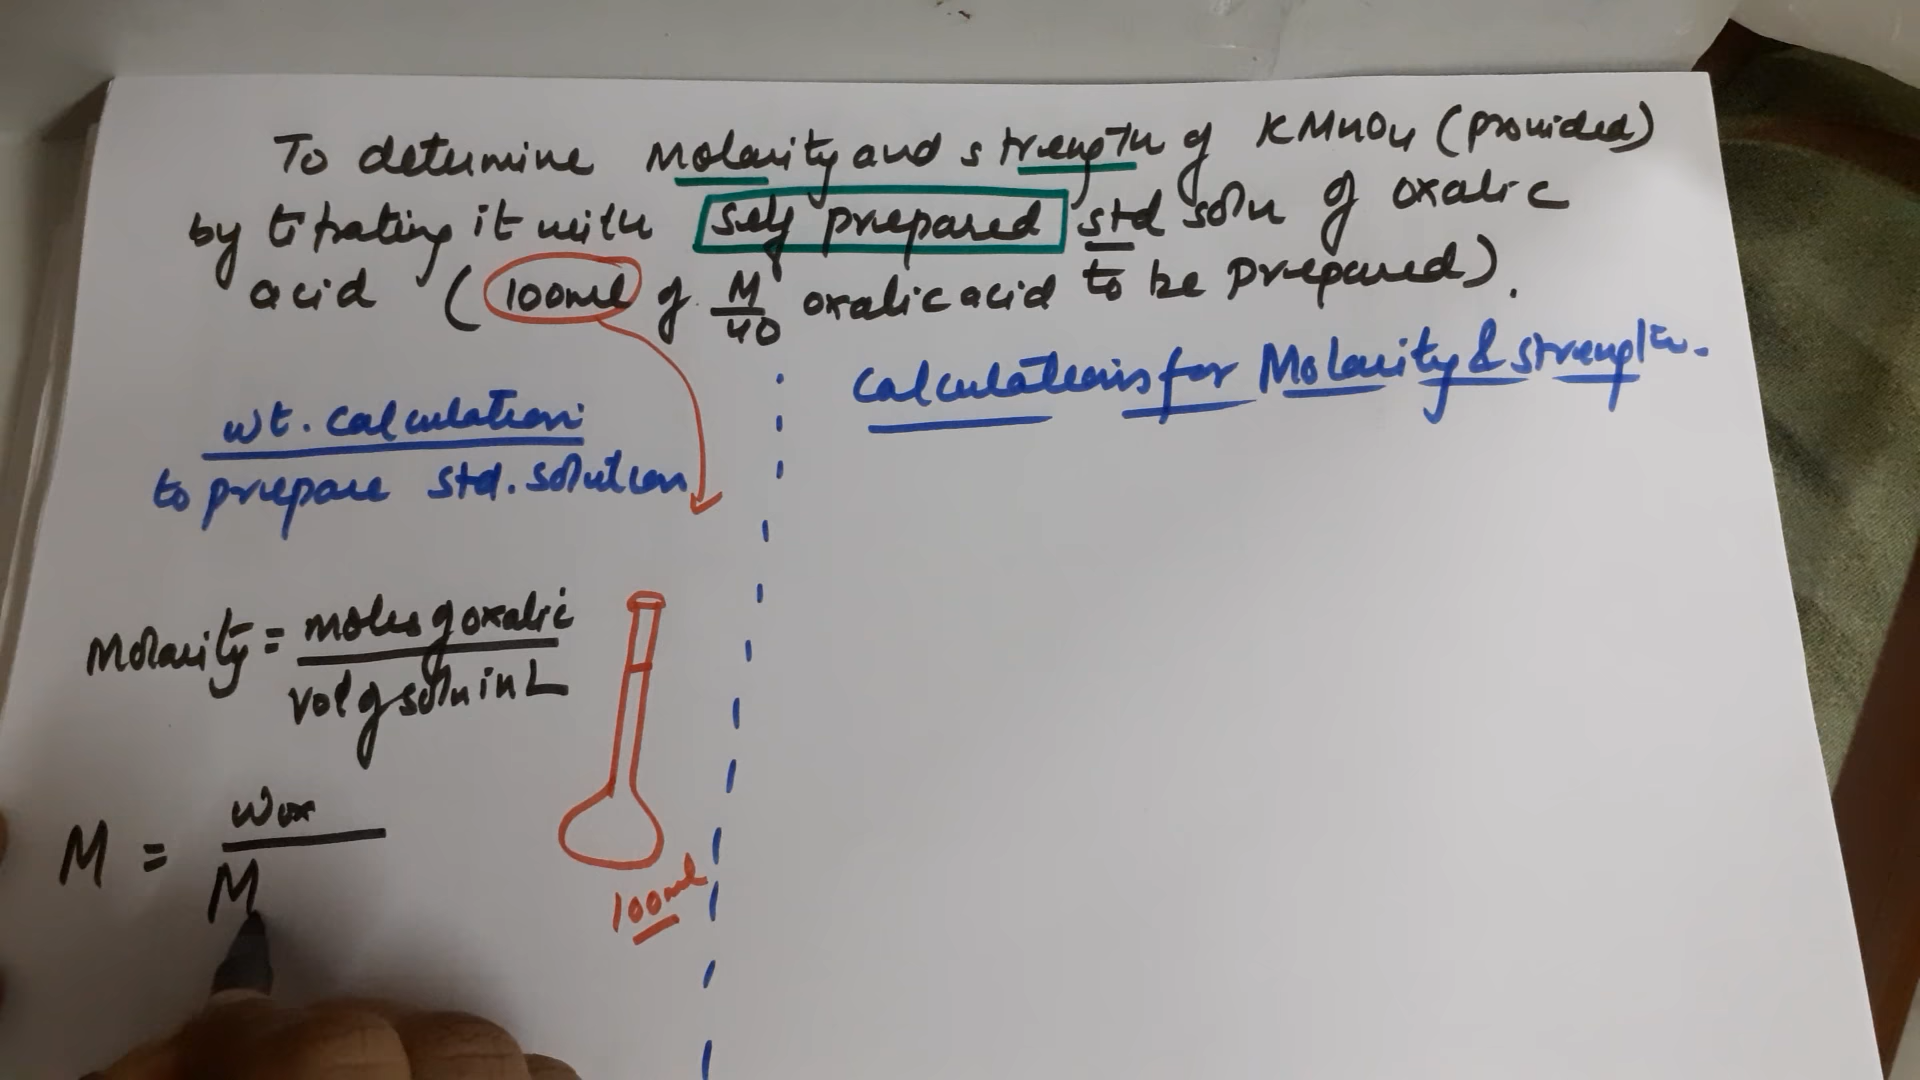 To determine Molarity and strength of KMnO4 (provided)
by titrating it with self prepared std soln of oxalic
acid (100ml of M/40 oxalic acid to be prepared).
wt. calculation
to prepare std. solution
calculations for Molarity & strength.
Molarity = moles of oxalic / vol of soln in L
M = wox / M
100ml